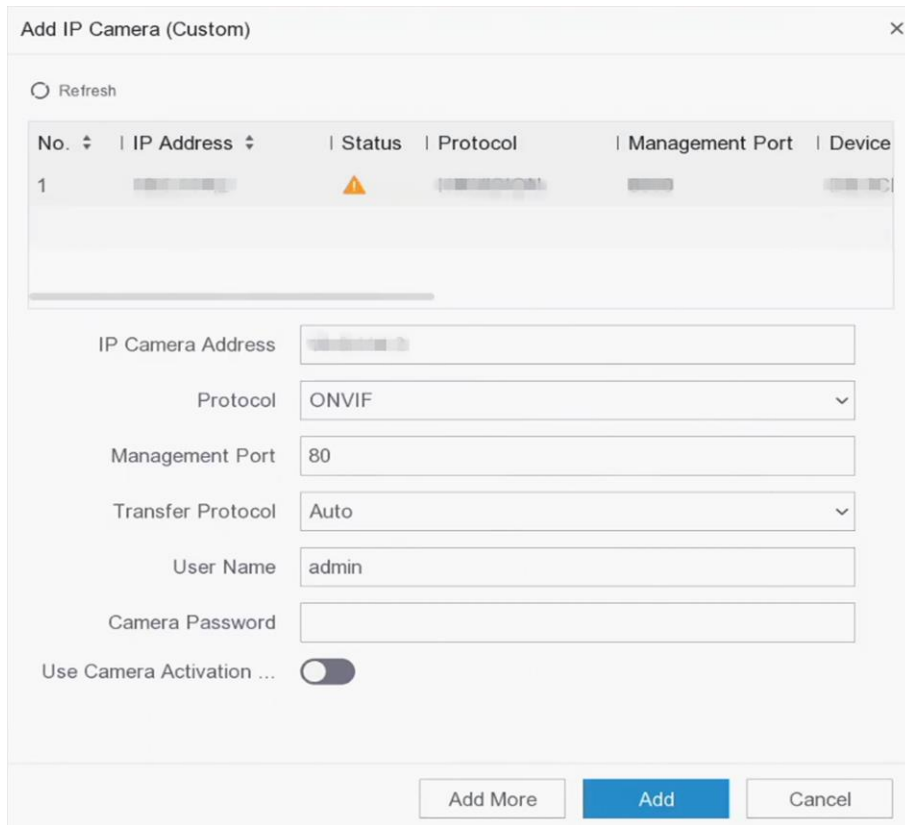 Add IP Camera (Custom)
Refresh
No. IP Address Status Protocol Management Port Device
1
IP Camera Address
Protocol ONVIF
Management Port 80
Transfer Protocol Auto
User Name admin
Camera Password
Use Camera Activation ...
Add More Add Cancel